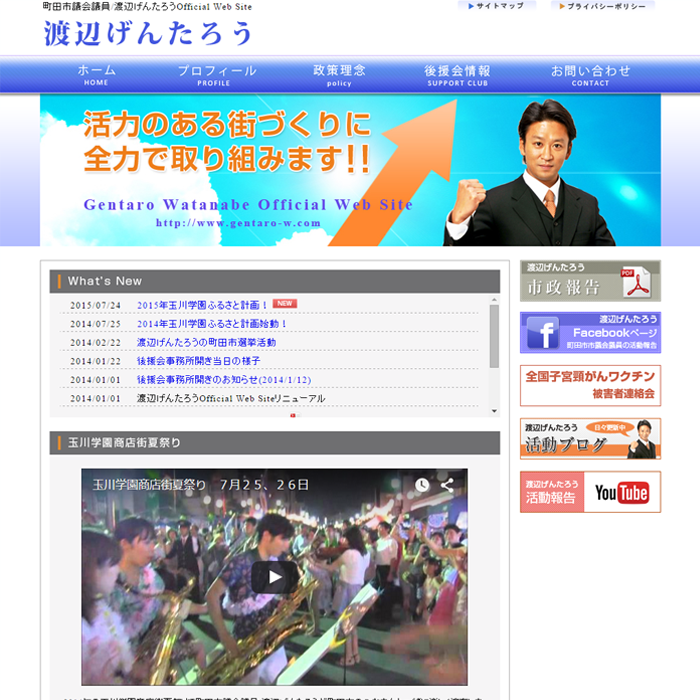 町田市議会議員/渡辺げんたろうOfficial Web Site
サイトマップ
プライバシーポリシー
渡辺げんたろう
ホーム
HOME
プロフィール
PROFILE
政策理念
policy
後援会情報
SUPPORT CLUB
お問い合わせ
CONTACT
活力のある街づくりに
全力で取り組みます!!
Gentaro Watanabe Official Web Site
http://www.gentaro-w.com
What's New
2015/07/24 2015年玉川学園ふるさと計画！ NEW
2014/07/25 2014年玉川学園ふるさと計画始動！
2014/02/22 渡辺げんたろうの町田市選挙活動
2014/01/22 後援会事務所開き当日の様子
2014/01/01 後援会事務所開きのお知らせ(2014/1/12)
2014/01/01 渡辺げんたろうOfficial Web Siteリニューアル
玉川学園商店街夏祭り
玉川学園商店街夏祭り　７月２５、２６日
渡辺げんたろう
市政報告
PDF
渡辺げんたろう
Facebookページ
町田市市議会議員の活動報告
全国子宮頸がんワクチン
被害者連絡会
渡辺げんたろう
日々更新中
活動ブログ
渡辺げんたろう
活動報告
YouTube